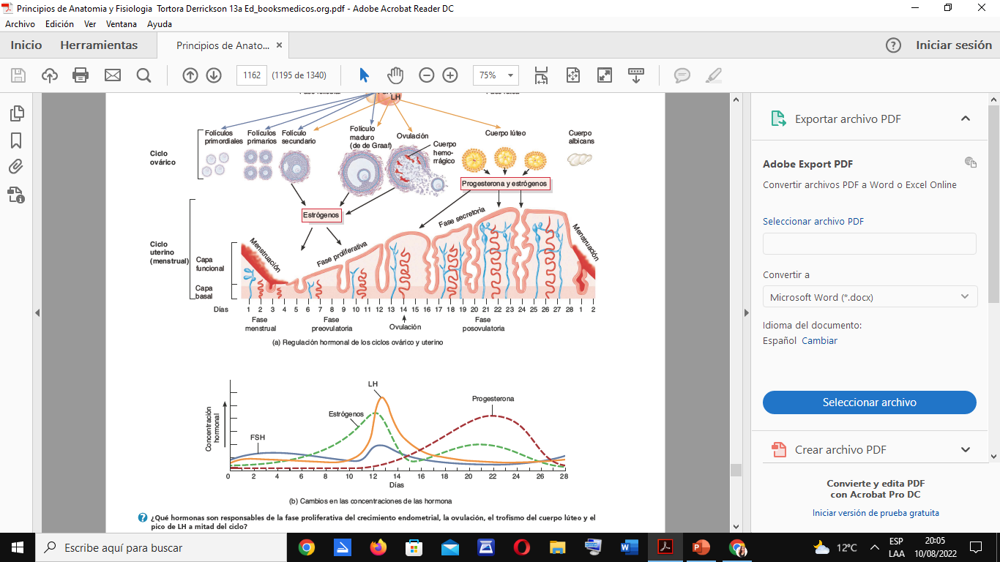 Principios de Anatomia y Fisiologia Tortora Derrickson 13a Ed_booksmedicos.org.pdf - Adobe Acrobat Reader DC
Archivo Edición Ver Ventana Ayuda
Inicio Herramientas Principios de Anato... × Iniciar sesión
1162 (1195 de 1340) 75%
LH
Folículos primordiales
Folículos primarios
Folículo secundario
Folículo maduro (de de Graaf)
Ovulación
Cuerpo hemo-
rrágico
Cuerpo lúteo
Cuerpo albicans
Ciclo ovárico
Progesterona y estrógenos
Estrógenos
Ciclo uterino (menstrual)
Capa funcional
Capa basal
Menstruación
Fase proliferativa
Fase secretoria
Menstruación
Días 1 2 3 4 5 6 7 8 9 10 11 12 13 14 15 16 17 18 19 20 21 22 23 24 25 26 27 28 1 2
Fase menstrual
Fase preovulatoria
Ovulación
Fase posovulatoria
(a) Regulación hormonal de los ciclos ovárico y uterino
Concentración hormonal
FSH
Estrógenos
LH
Progesterona
0 2 4 6 8 10 12 14 16 18 20 22 24 26 28
Días
(b) Cambios en las concentraciones de las hormona
? ¿Qué hormonas son responsables de la fase proliferativa del crecimiento endometrial, la ovulación, el trofismo del cuerpo lúteo y el
pico de LH a mitad del ciclo?
Exportar archivo PDF
Adobe Export PDF
Convertir archivos PDF a Word o Excel Online
Seleccionar archivo PDF
Convertir a
Microsoft Word (*.docx)
Idioma del documento:
Español Cambiar
Seleccionar archivo
Crear archivo PDF
Convierte y edita PDF
con Acrobat Pro DC
Iniciar versión de prueba gratuita
Escribe aquí para buscar
12°C
ESP
LAA
20:05
10/08/2022